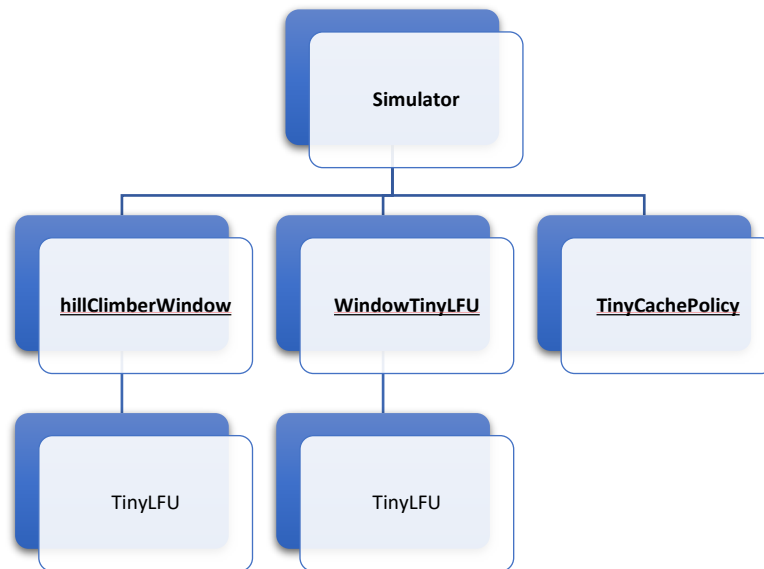 Simulator
hillClimberWindow
WindowTinyLFU
TinyCachePolicy
TinyLFU
TinyLFU